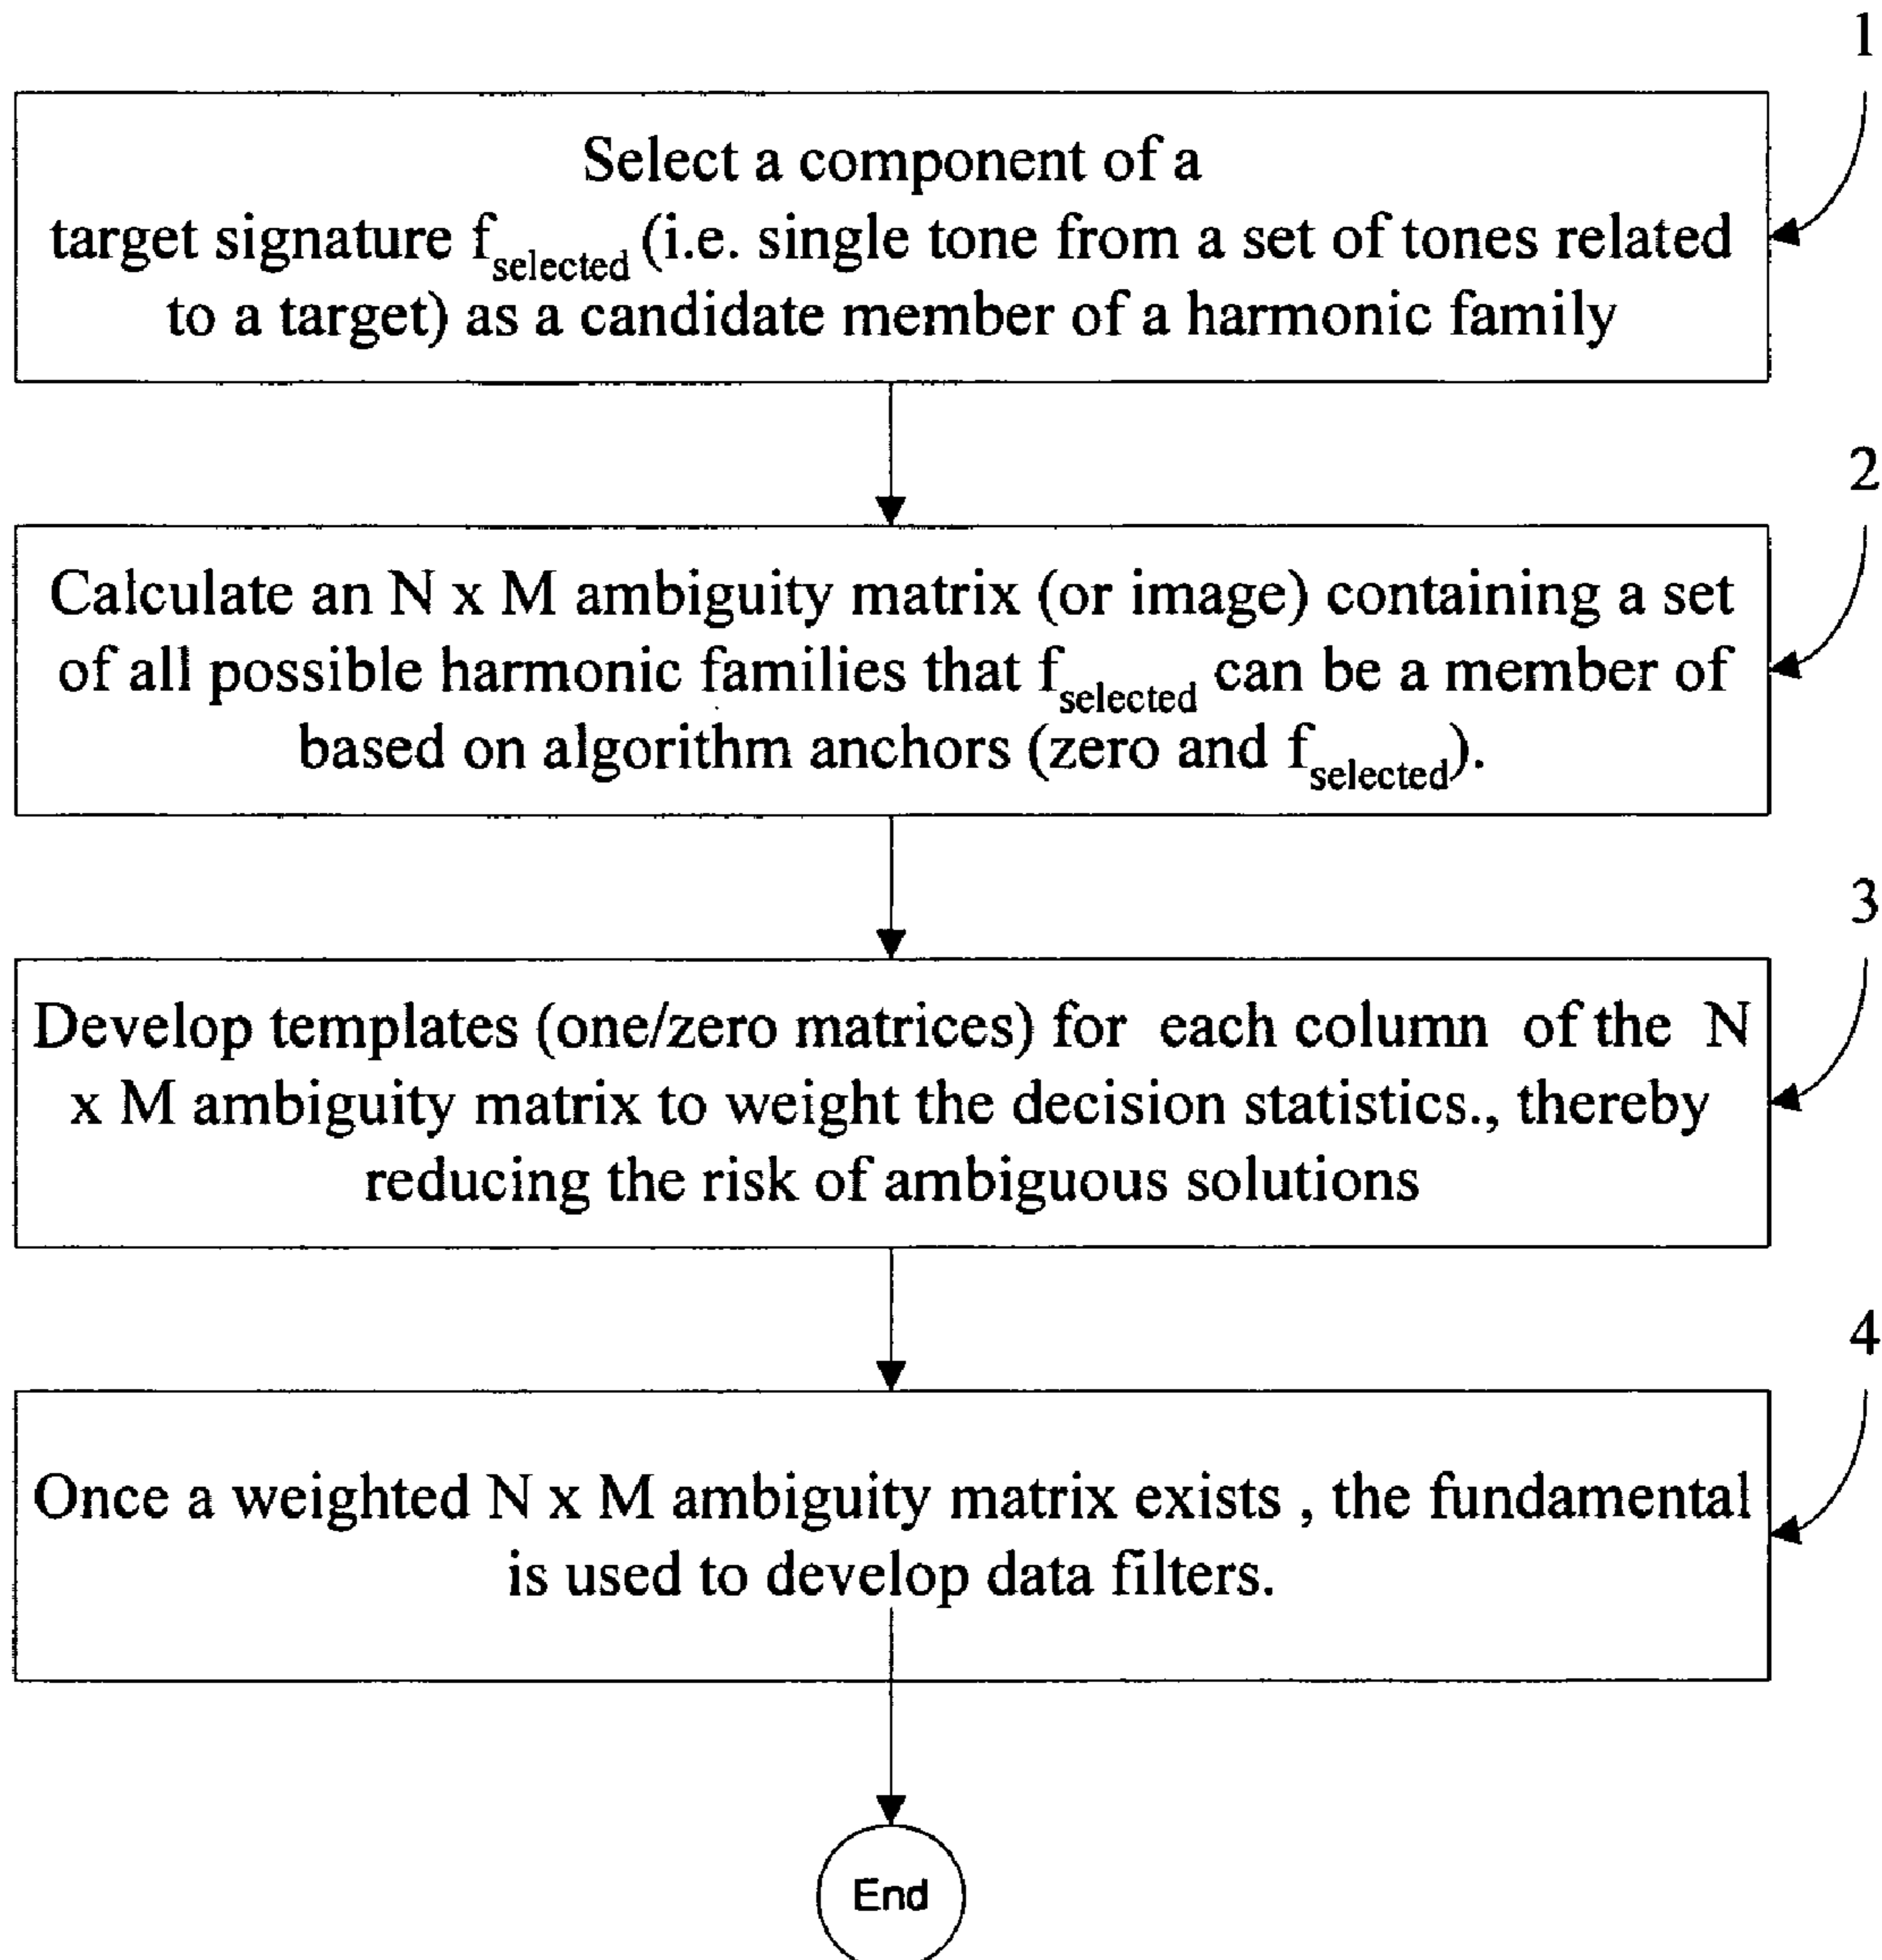 1
Select a component of a
target signature f_selected (i.e. single tone from a set of tones related
to a target) as a candidate member of a harmonic family
2
Calculate an N x M ambiguity matrix (or image) containing a set
of all possible harmonic families that f_selected can be a member of
based on algorithm anchors (zero and f_selected).
3
Develop templates (one/zero matrices) for each column of the N
x M ambiguity matrix to weight the decision statistics., thereby
reducing the risk of ambiguous solutions
4
Once a weighted N x M ambiguity matrix exists , the fundamental
is used to develop data filters.
End